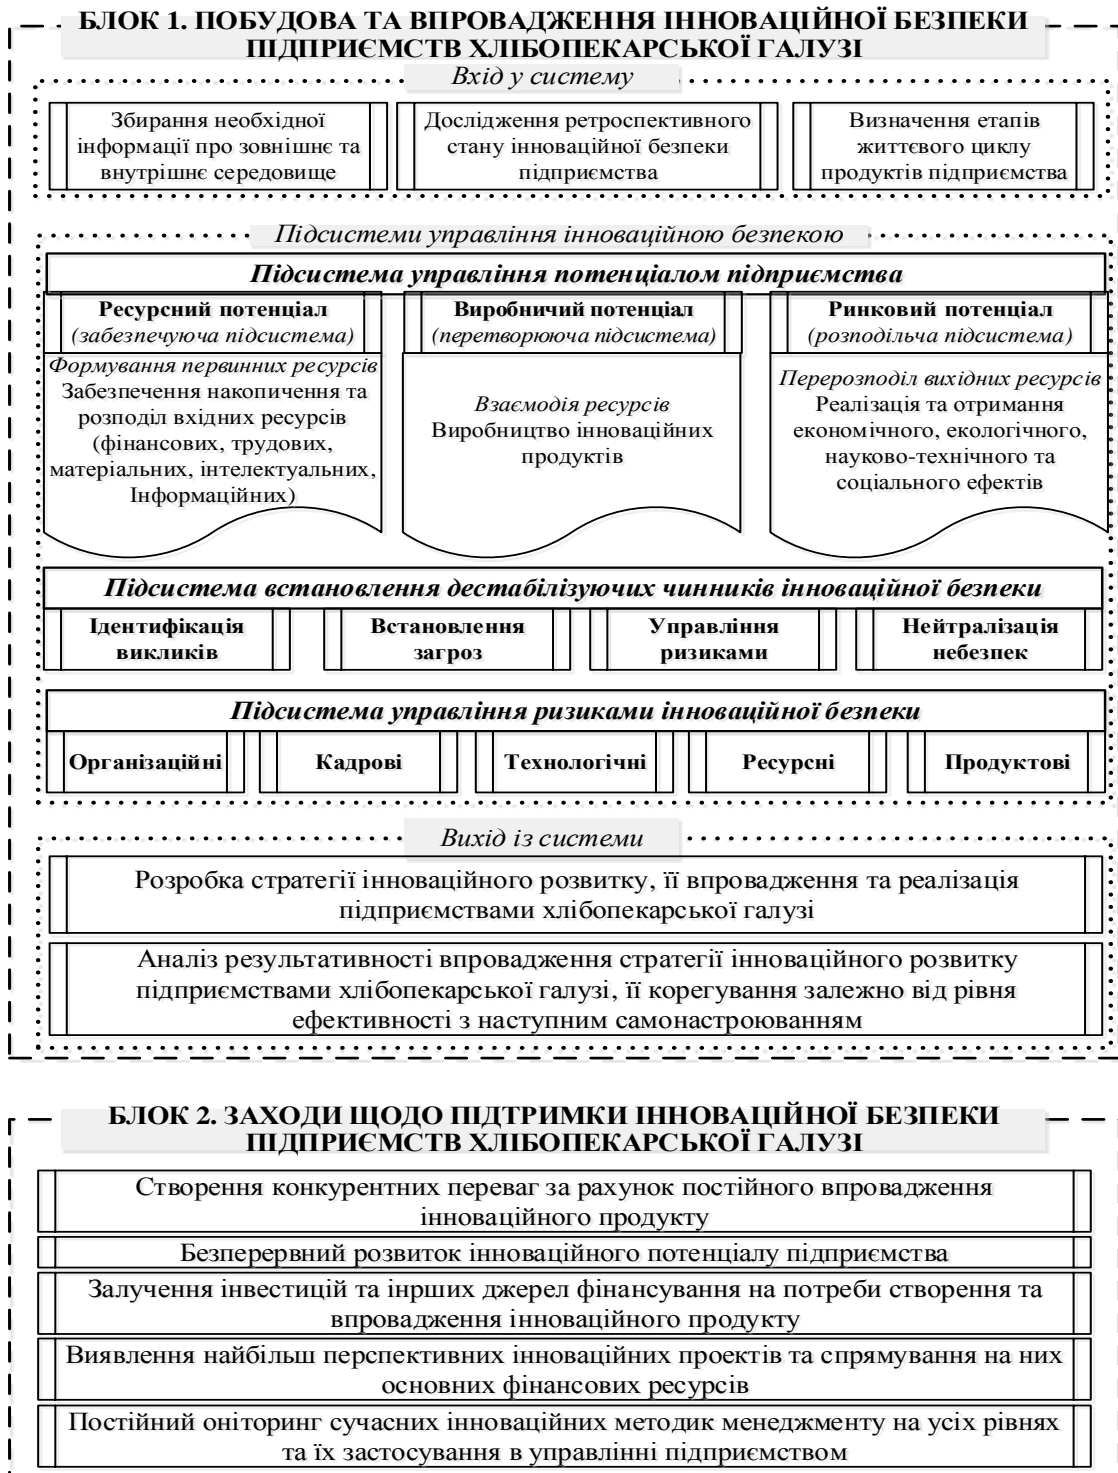 БЛОК 1. ПОБУДОВА ТА ВПРОВАДЖЕННЯ ІННОВАЦІЙНОЇ БЕЗПЕКИ
ПІДПРИЄМСТВ ХЛІБОПЕКАРСЬКОЇ ГАЛУЗІ
Вхід у систему
Збирання необхідної
інформації про зовнішнє та
внутрішнє середовище
Дослідження ретроспективного
стану інноваційної безпеки
підприємства
Визначення етапів
життєвого циклу
продуктів підприємства
Підсистеми управління інноваційною безпекою
Підсистема управління потенціалом підприємства
Ресурсний потенціал
(забезпечуюча підсистема)
Формування первинних ресурсів
Забезпечення накопичення та
розподіл вхідних ресурсів
(фінансових, трудових,
матеріальних, інтелектуальних,
Інформаційних)
Виробничий потенціал
(перетворююча підсистема)
Взаємодія ресурсів
Виробництво інноваційних
продуктів
Ринковий потенціал
(розподільча підсистема)
Перерозподіл вихідних ресурсів
Реалізація та отримання
економічного, екологічного,
науково-технічного та
соціального ефектів
Підсистема встановлення дестабілізуючих чинників інноваційної безпеки
Ідентифікація
викликів
Встановлення
загроз
Управління
ризиками
Нейтралізація
небезпек
Підсистема управління ризиками інноваційної безпеки
Організаційні
Кадрові
Технологічні
Ресурсні
Продуктові
Вихід із системи
Розробка стратегії інноваційного розвитку, її впровадження та реалізація
підприємствами хлібопекарської галузі
Аналіз результативності впровадження стратегії інноваційного розвитку
підприємствами хлібопекарської галузі, її корегування залежно від рівня
ефективності з наступним самонастроюванням
БЛОК 2. ЗАХОДИ ЩОДО ПІДТРИМКИ ІННОВАЦІЙНОЇ БЕЗПЕКИ
ПІДПРИЄМСТВ ХЛІБОПЕКАРСЬКОЇ ГАЛУЗІ
Створення конкурентних переваг за рахунок постійного впровадження
інноваційного продукту
Безперервний розвиток інноваційного потенціалу підприємства
Залучення інвестицій та інрших джерел фінансування на потреби створення та
впровадження інноваційного продукту
Виявлення найбільш перспективних інноваційних проектів та спрямування на них
основних фінансових ресурсів
Постійний оніторинг сучасних інноваційних методик менеджменту на усіх рівнях
та їх застосування в управлінні підприємством